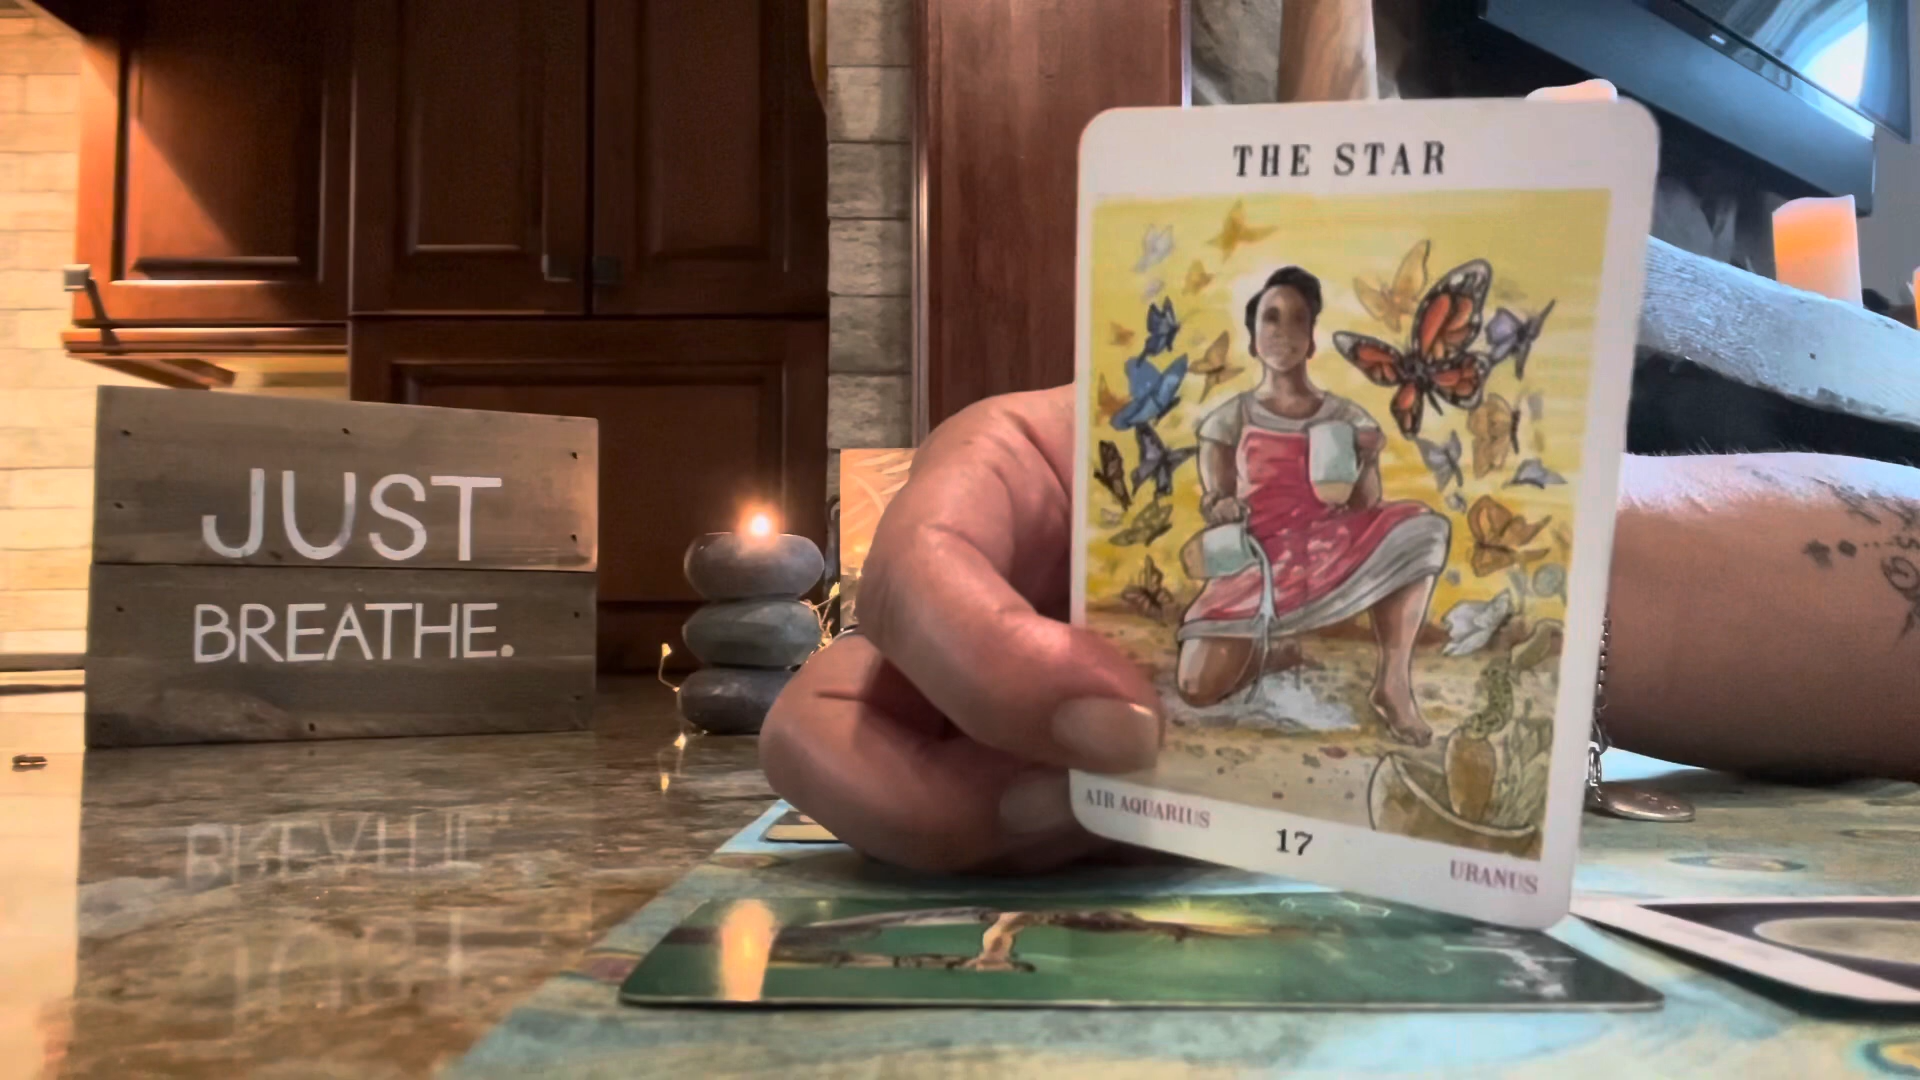 JUST
BREATHE.
THE STAR
AIR AQUARIUS
17
URANUS